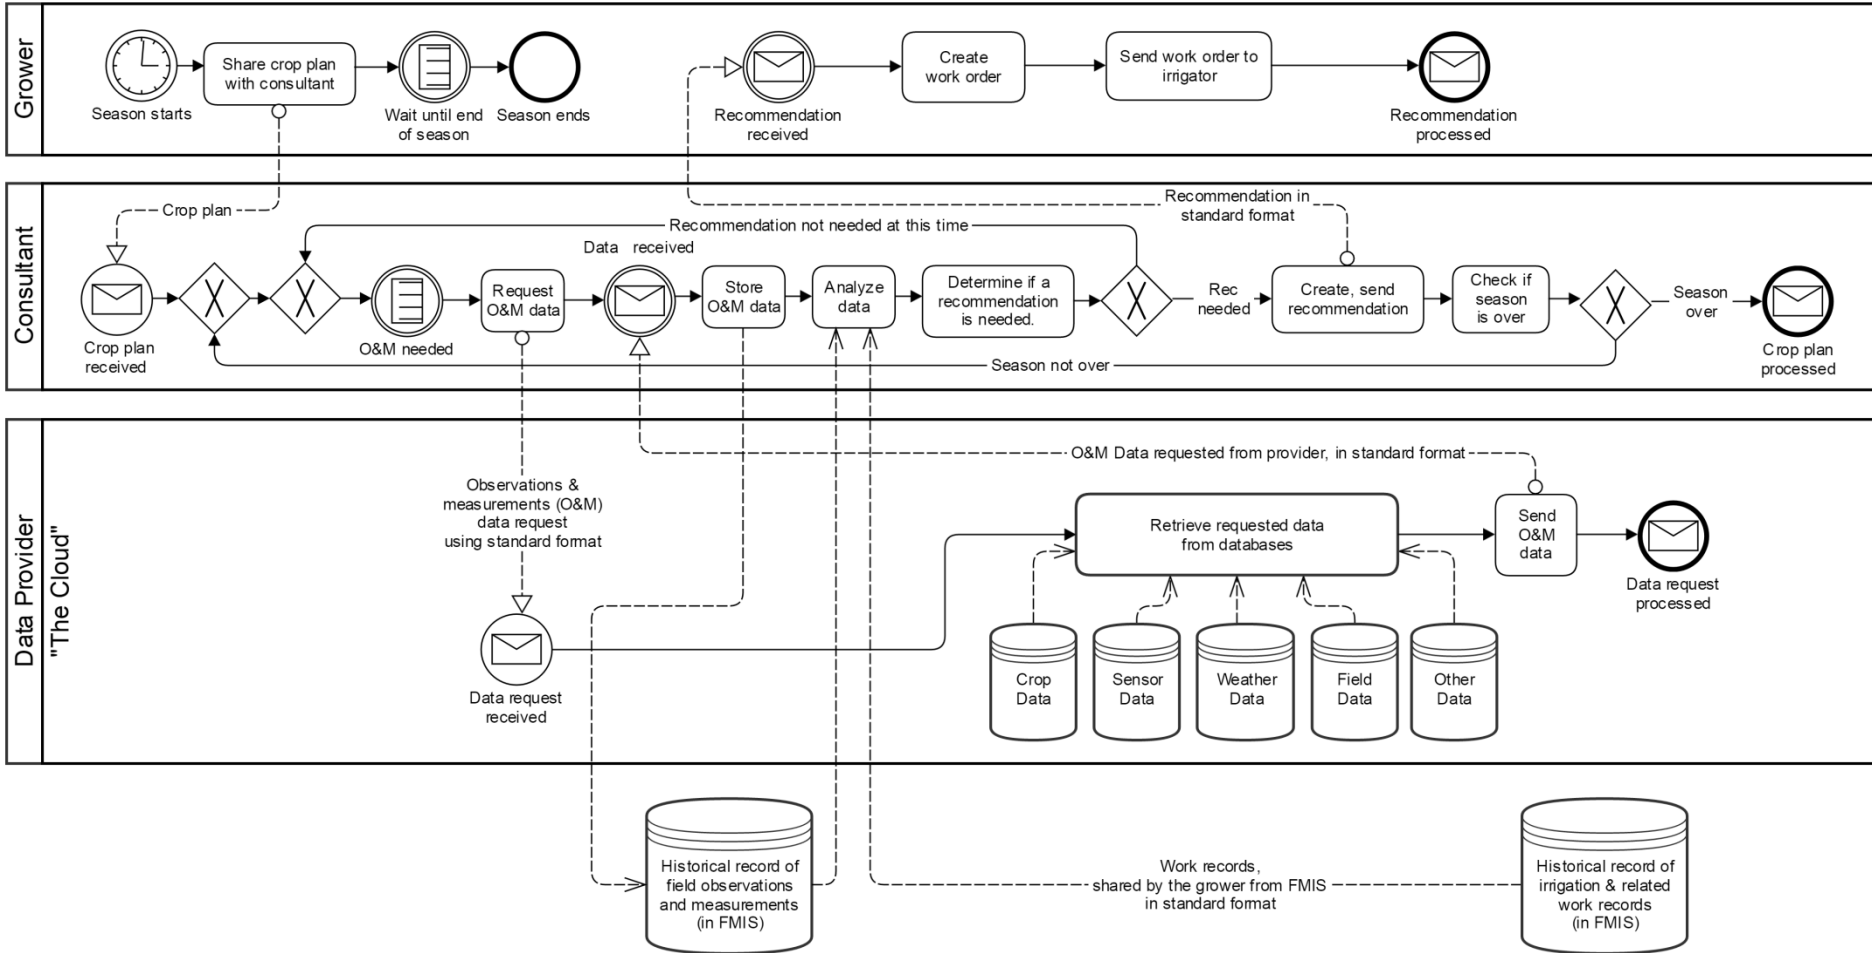 Grower
Season starts
Share crop plan
with consultant
Wait until end
of season
Season ends
Recommendation
received
Create
work order
Send work order to
irrigator
Recommendation
processed
Consultant
Crop plan
Recommendation in
standard format
Recommendation not needed at this time
Data received
Crop plan
received
O&M needed
Request
O&M data
Store
O&M data
Analyze
data
Determine if a
recommendation
is needed.
Rec
needed
Create, send
recommendation
Check if
season
is over
Season
over
Crop plan
processed
Season not over
Data Provider
"The Cloud"
O&M Data requested from provider, in standard format
Observations &
measurements (O&M)
data request
using standard format
Data request
received
Retrieve requested data
from databases
Send
O&M
data
Data request
processed
Crop
Data
Sensor
Data
Weather
Data
Field
Data
Other
Data
Historical record of
field observations
and measurements
(in FMIS)
Work records,
shared by the grower from FMIS
in standard format
Historical record of
irrigation & related
work records
(in FMIS)